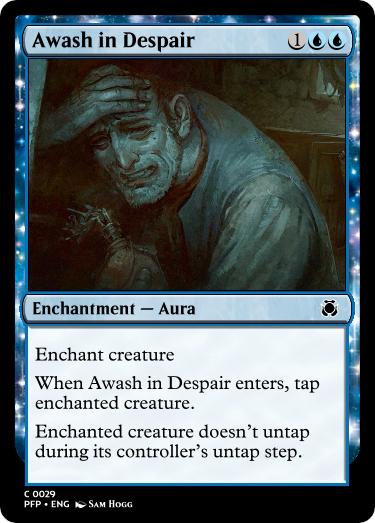 Awash in Despair 1
Enchantment — Aura
Enchant creature
When Awash in Despair enters, tap
enchanted creature.
Enchanted creature doesn't untap
during its controller's untap step.
C 0029
PFP • ENG Sam Hogg